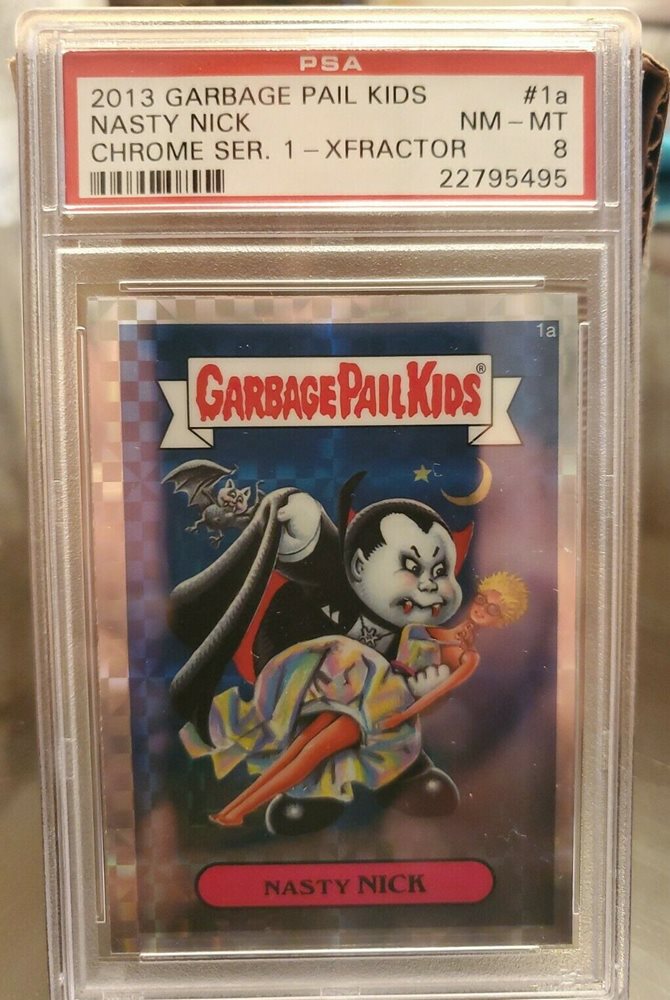 PSA
2013 GARBAGE PAIL KIDS #1a
NASTY NICK NM - MT
CHROME SER. 1 - XFRACTOR 8
22795495
1a
GARBAGE PAIL KIDS®
NASTY NICK